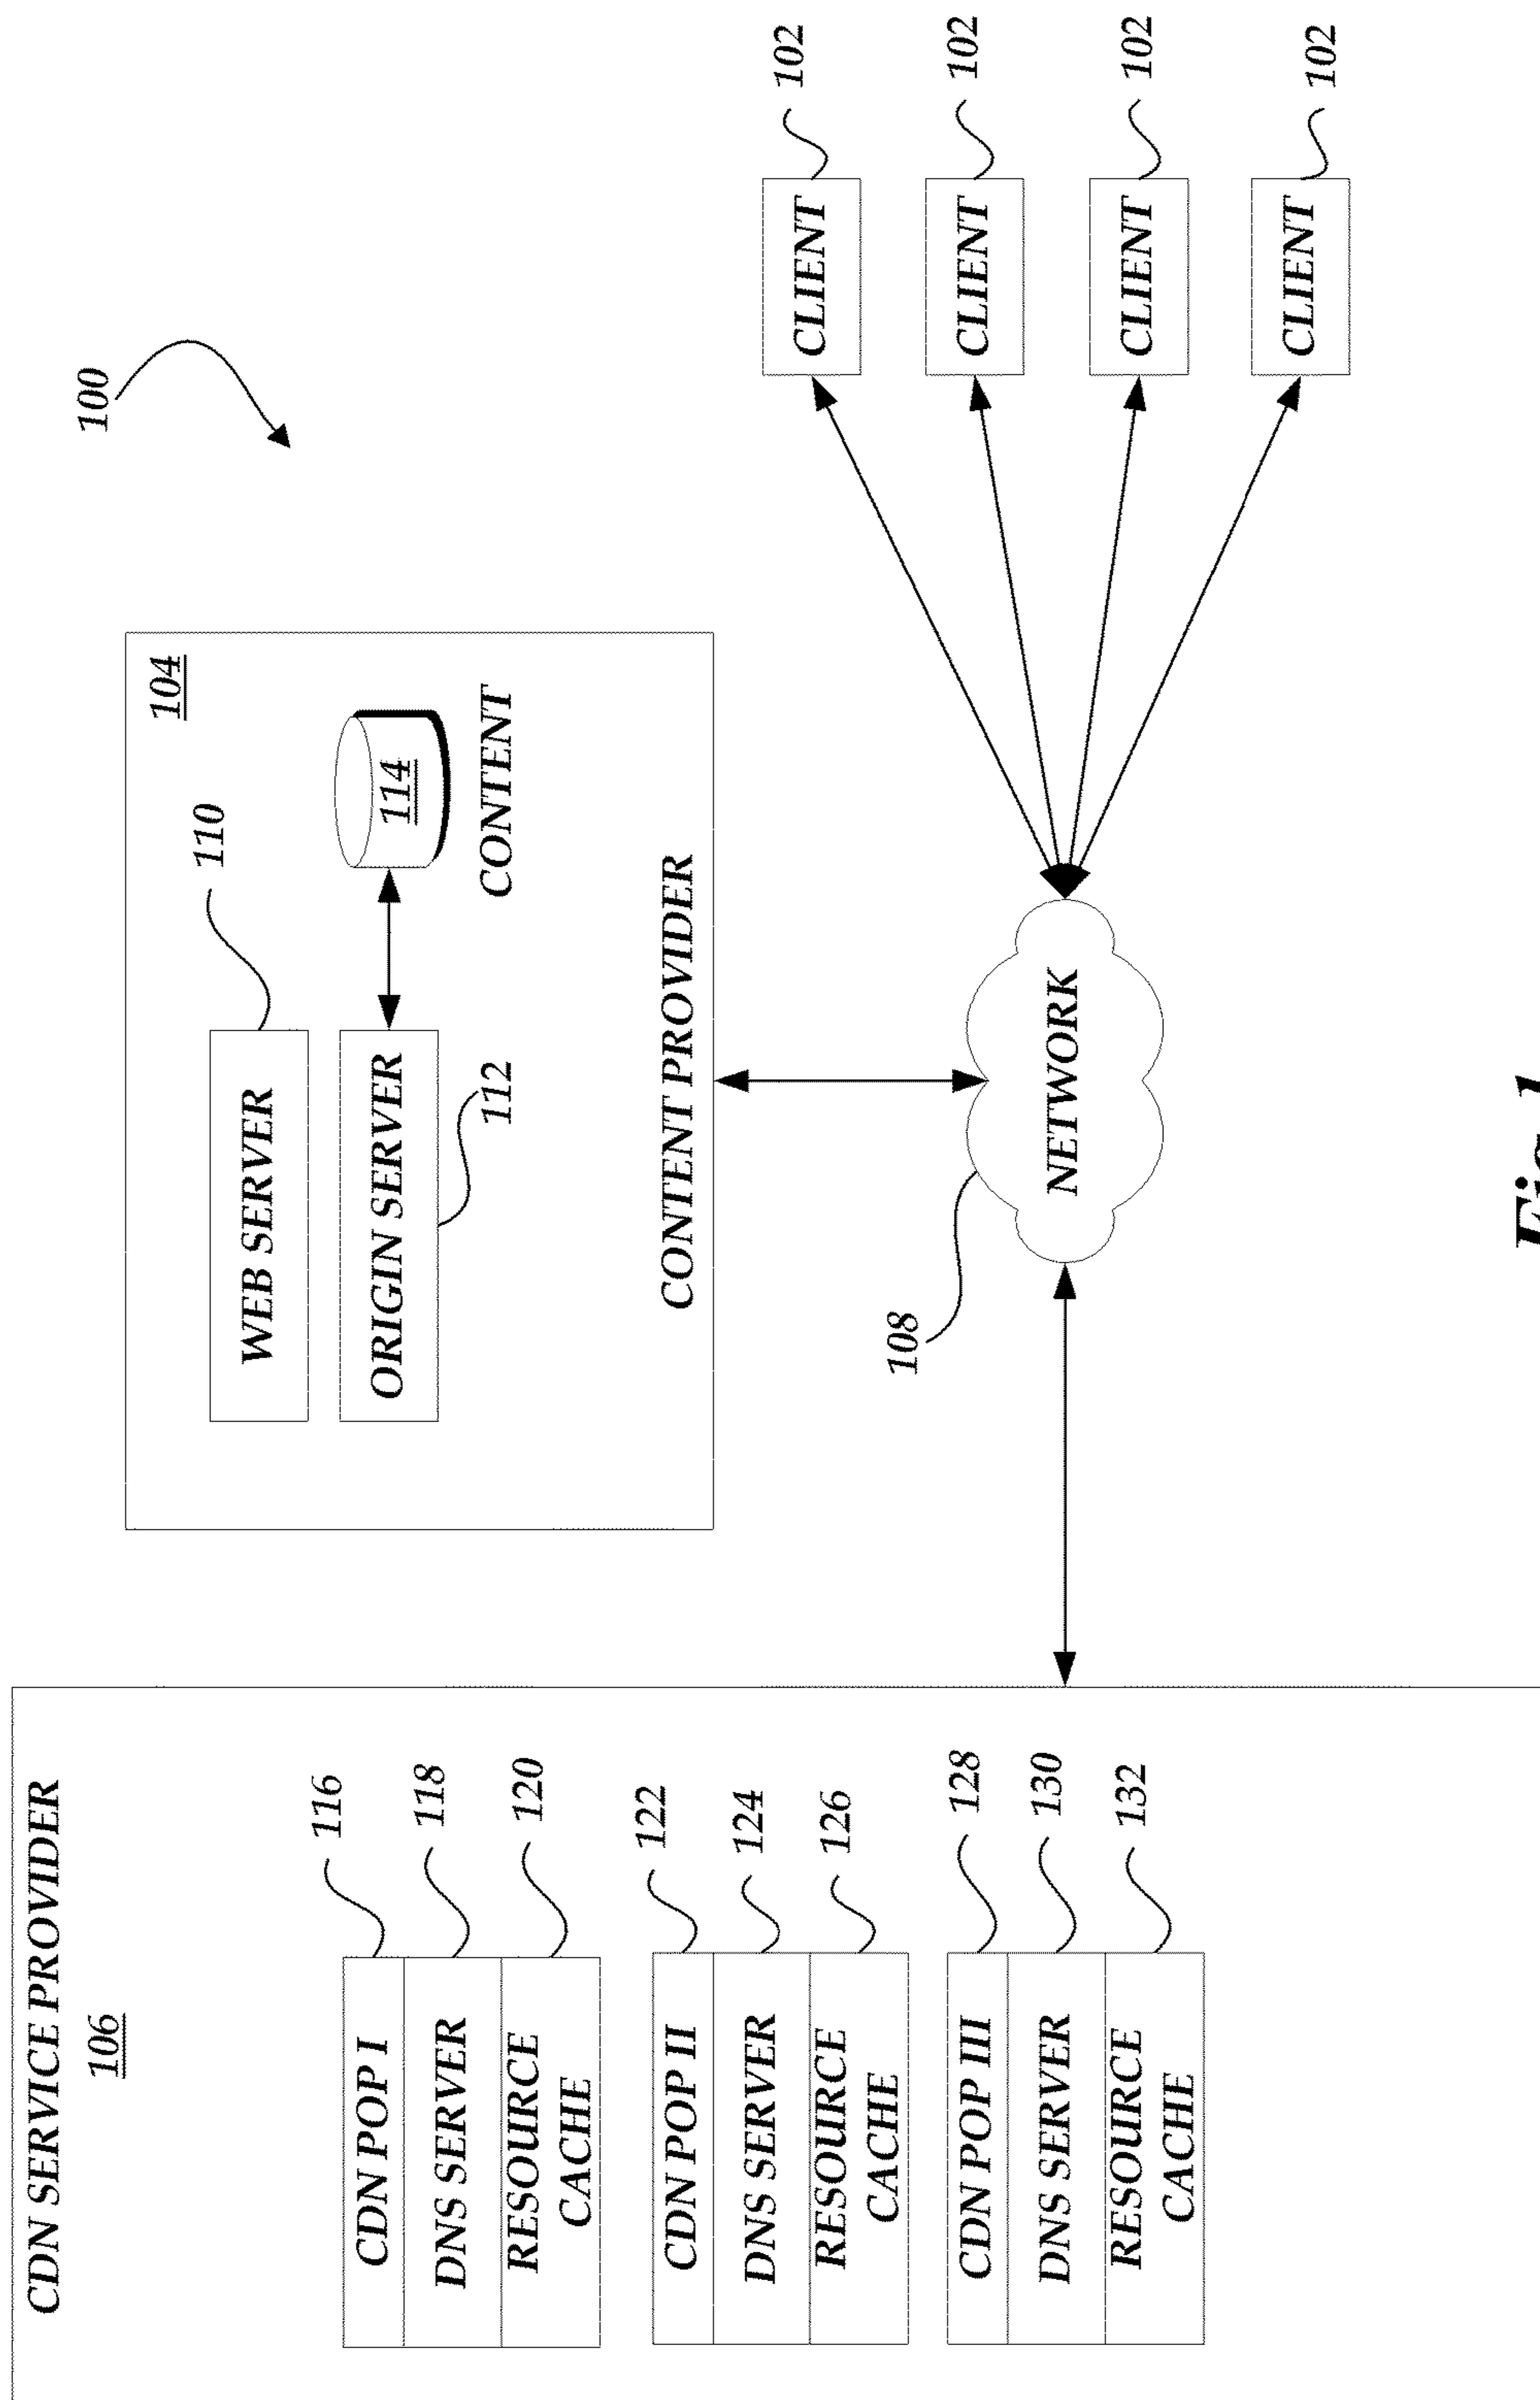 CDN SERVICE PROVIDER
106
CDN POP I
116
DNS SERVER
118
RESOURCE
CACHE
120
CDN POP II
122
DNS SERVER
124
RESOURCE
CACHE
126
CDN POP III
128
DNS SERVER
130
RESOURCE
CACHE
132
100
104
WEB SERVER
110
ORIGIN SERVER
112
114
CONTENT
CONTENT PROVIDER
108
NETWORK
CLIENT
102
CLIENT
102
CLIENT
102
CLIENT
102
Fig. 1